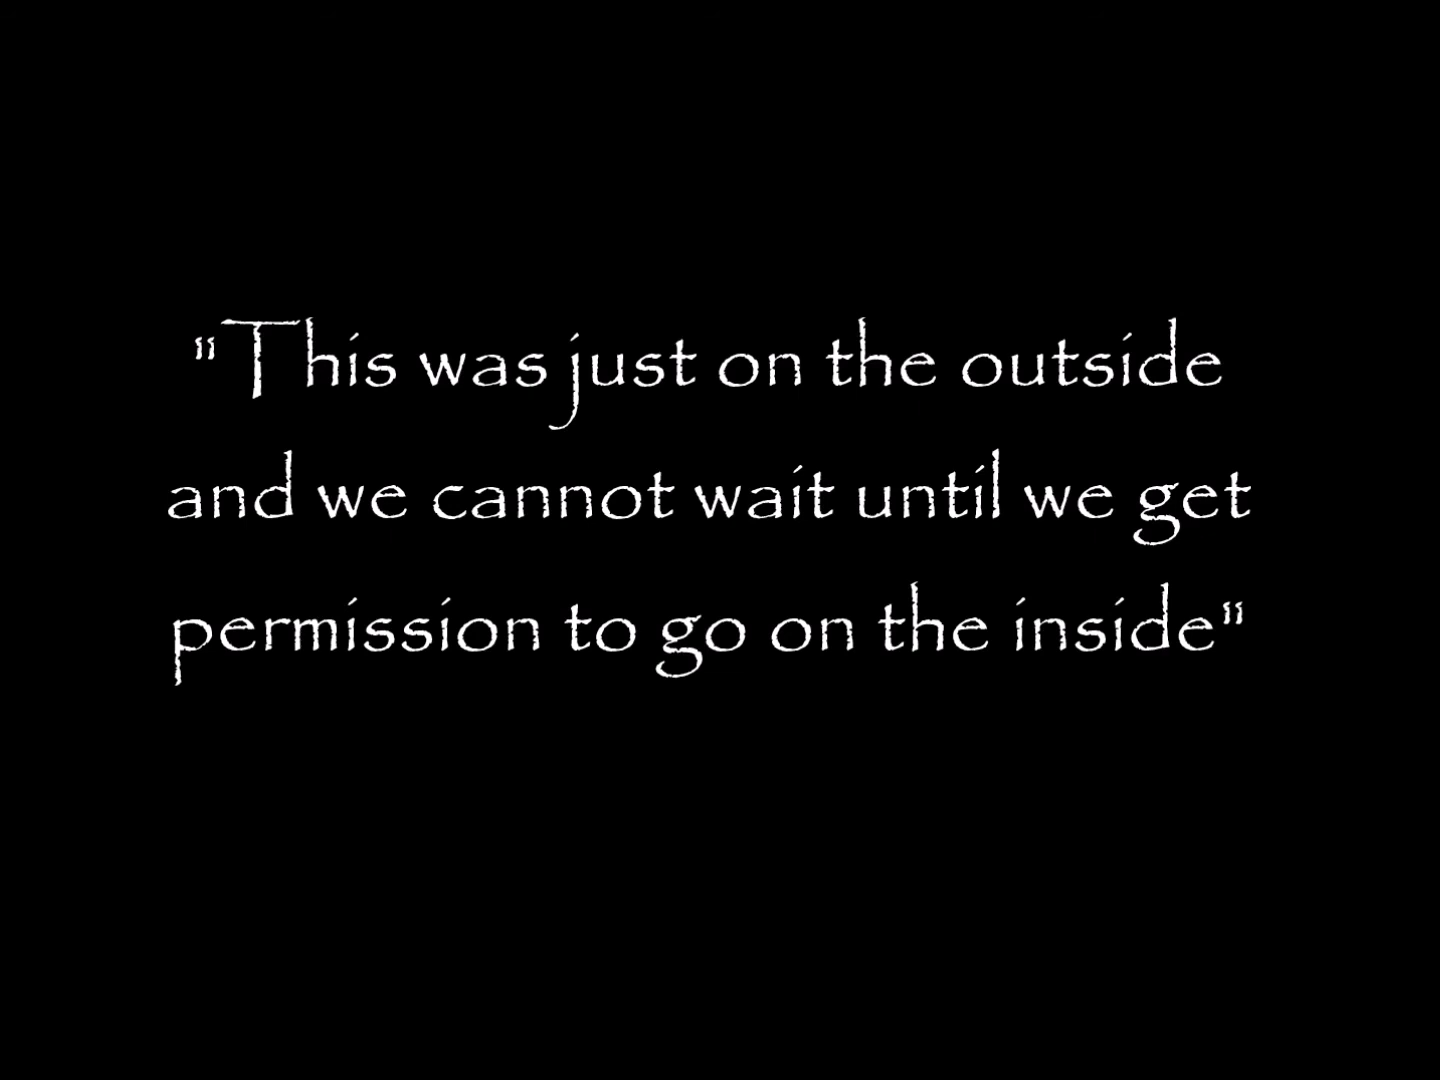 "This was just on the outside
and we cannot wait until we get
permission to go on the inside"